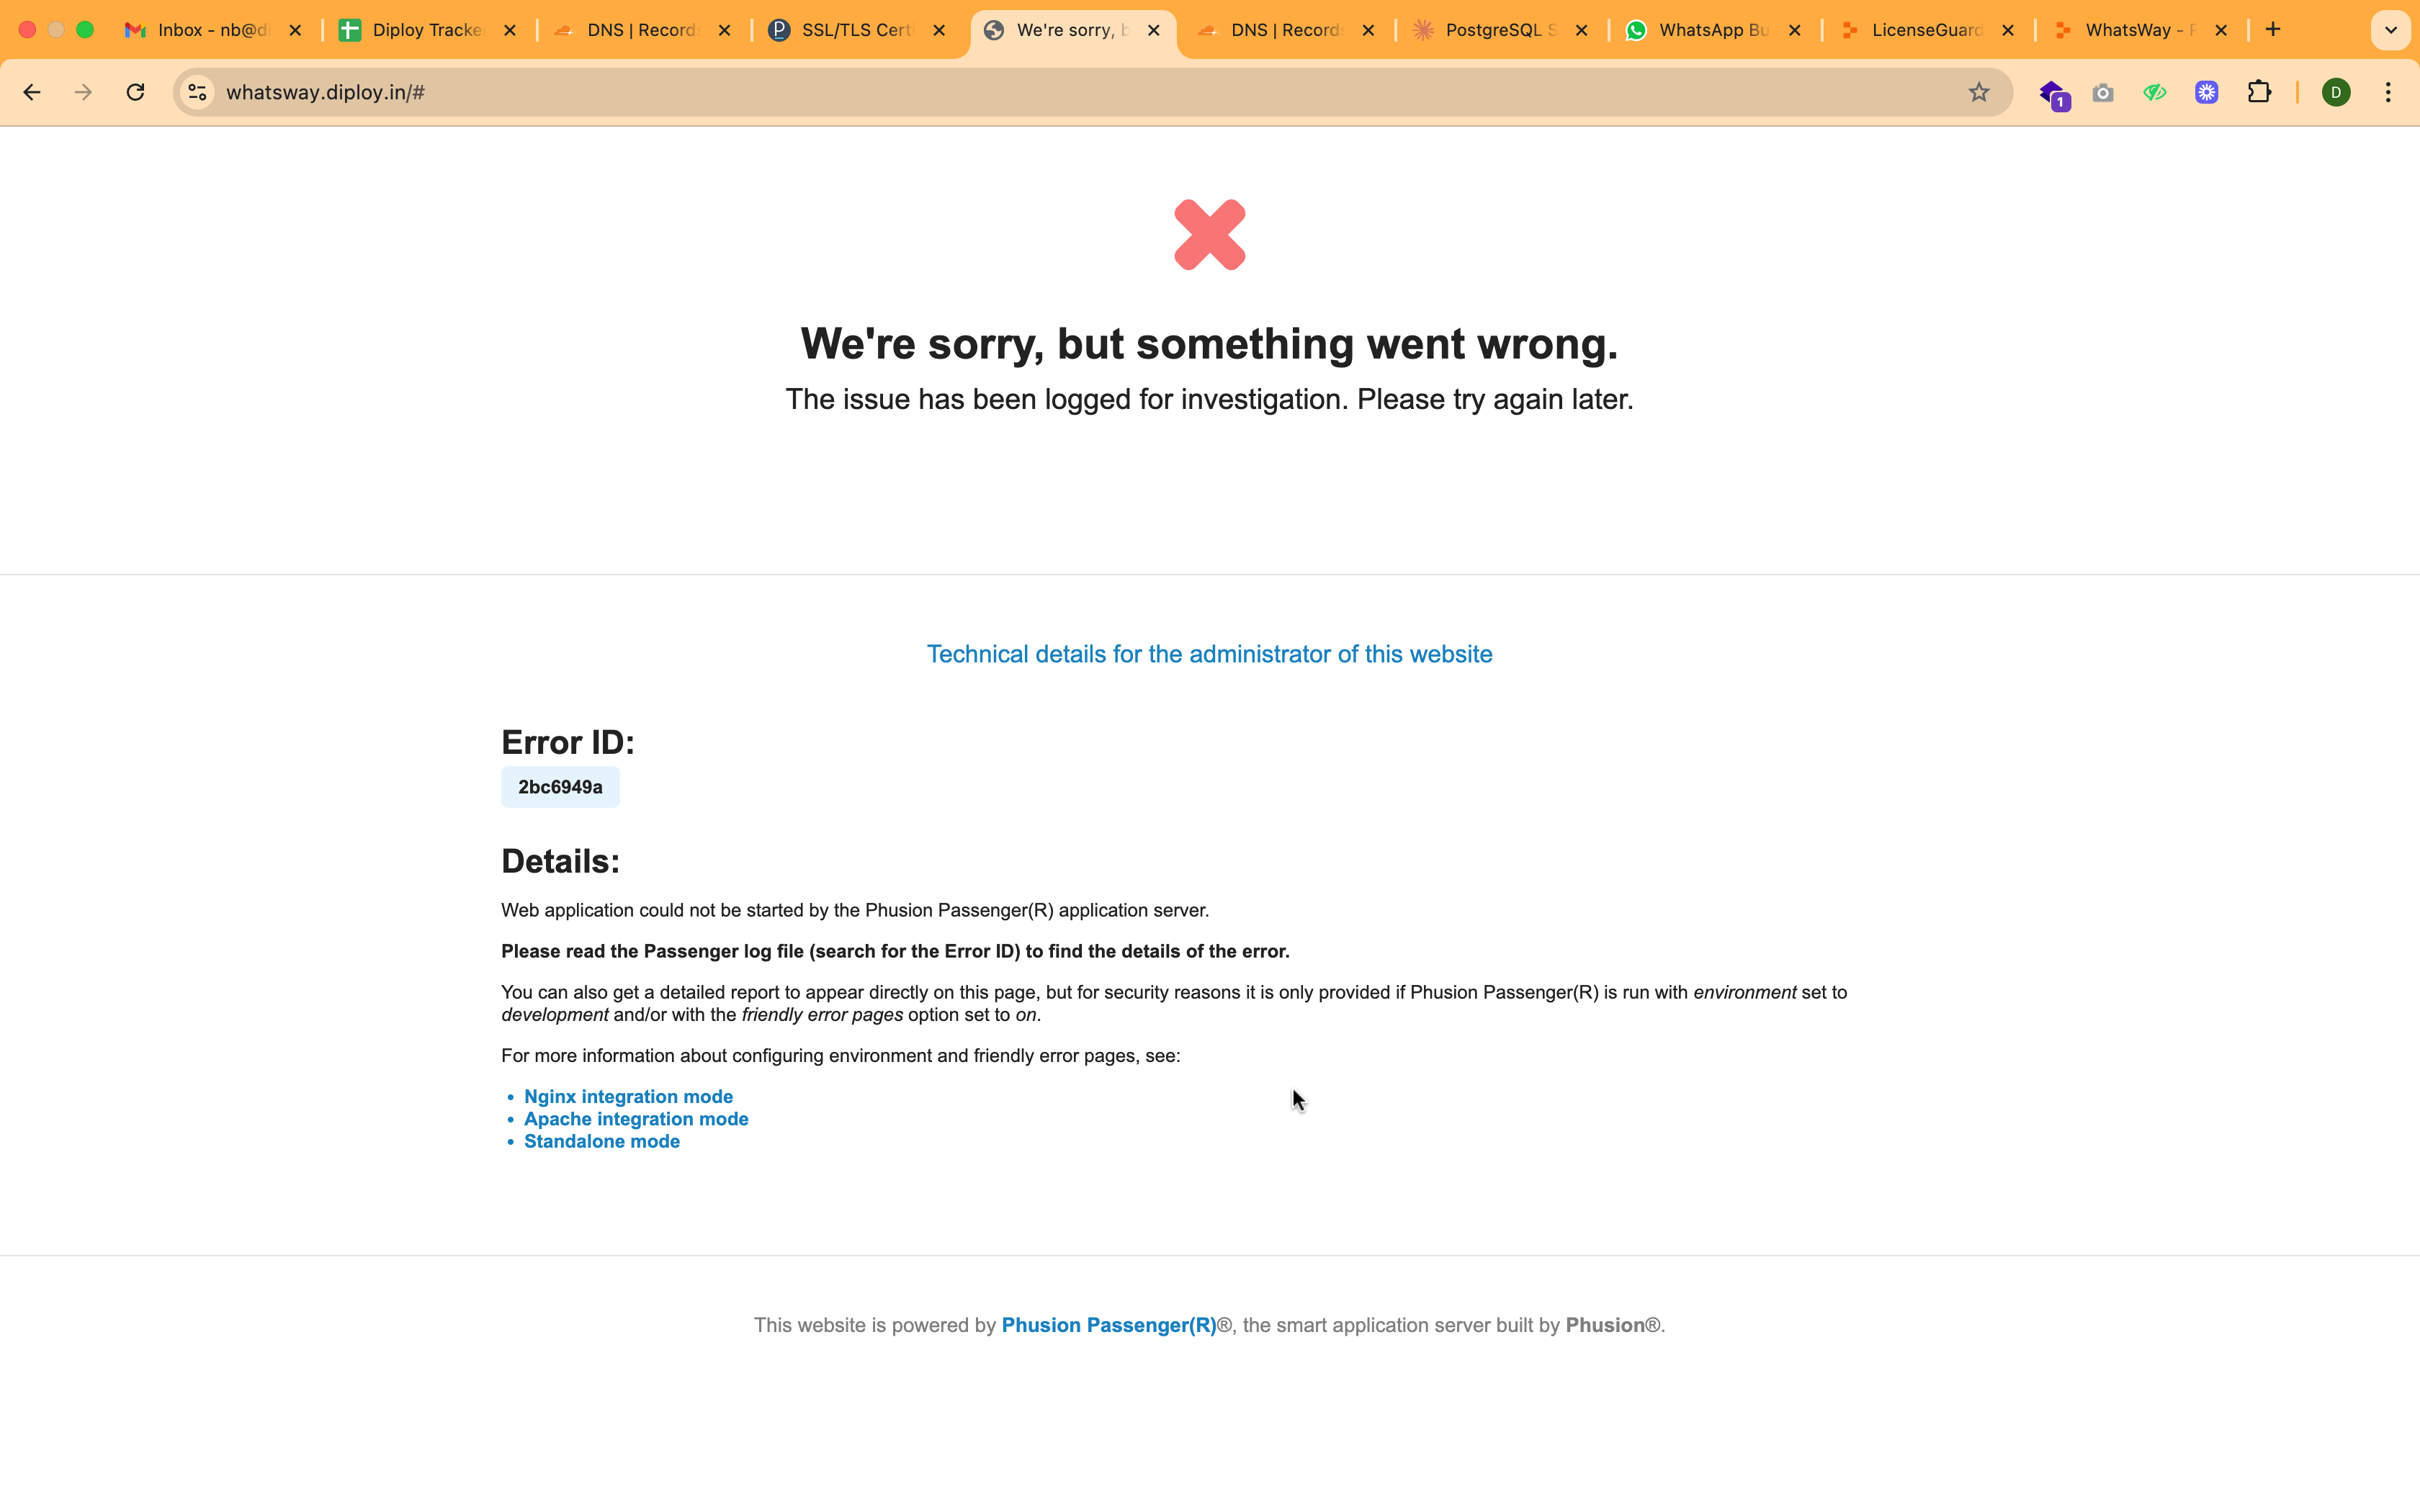 Inbox - nb@di
Diploy Tracke
DNS | Record
SSL/TLS Cert
We're sorry, b
DNS | Record
PostgreSQL S
WhatsApp Bu
LicenseGuard
WhatsWay -
whatsway.diploy.in/#
1
D
We're sorry, but something went wrong.
The issue has been logged for investigation. Please try again later.
Technical details for the administrator of this website
Error ID:
2bc6949a
Details:
Web application could not be started by the Phusion Passenger(R) application server.
Please read the Passenger log file (search for the Error ID) to find the details of the error.
You can also get a detailed report to appear directly on this page, but for security reasons it is only provided if Phusion Passenger(R) is run with environment set to
development and/or with the friendly error pages option set to on.
For more information about configuring environment and friendly error pages, see:
• Nginx integration mode
• Apache integration mode
• Standalone mode
This website is powered by Phusion Passenger(R)®, the smart application server built by Phusion®.